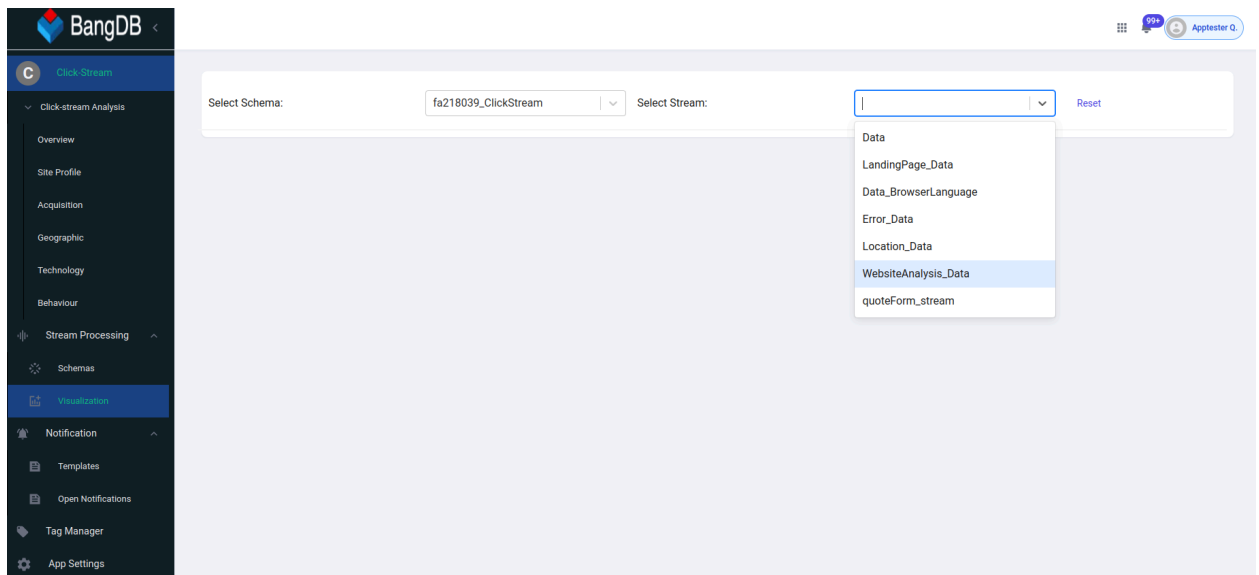 BangDB
99+
Apptester Q.
C
Click-Stream
Click-stream Analysis
Overview
Site Profile
Acquisition
Geographic
Technology
Behaviour
Stream Processing
Schemas
Visualization
Notification
Templates
Open Notifications
Tag Manager
App Settings
Select Schema:
fa218039_ClickStream
Select Stream:
Reset
Data
LandingPage_Data
Data_BrowserLanguage
Error_Data
Location_Data
WebsiteAnalysis_Data
quoteForm_stream